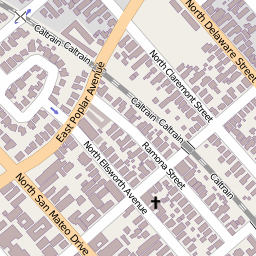 Caltrain Caltrain
North Delaware Street
North Claremont Street
East Poplar Avenue
Caltrain Caltrain
Ramona Street
North Ellsworth Avenue
Caltrain
North San Mateo Drive